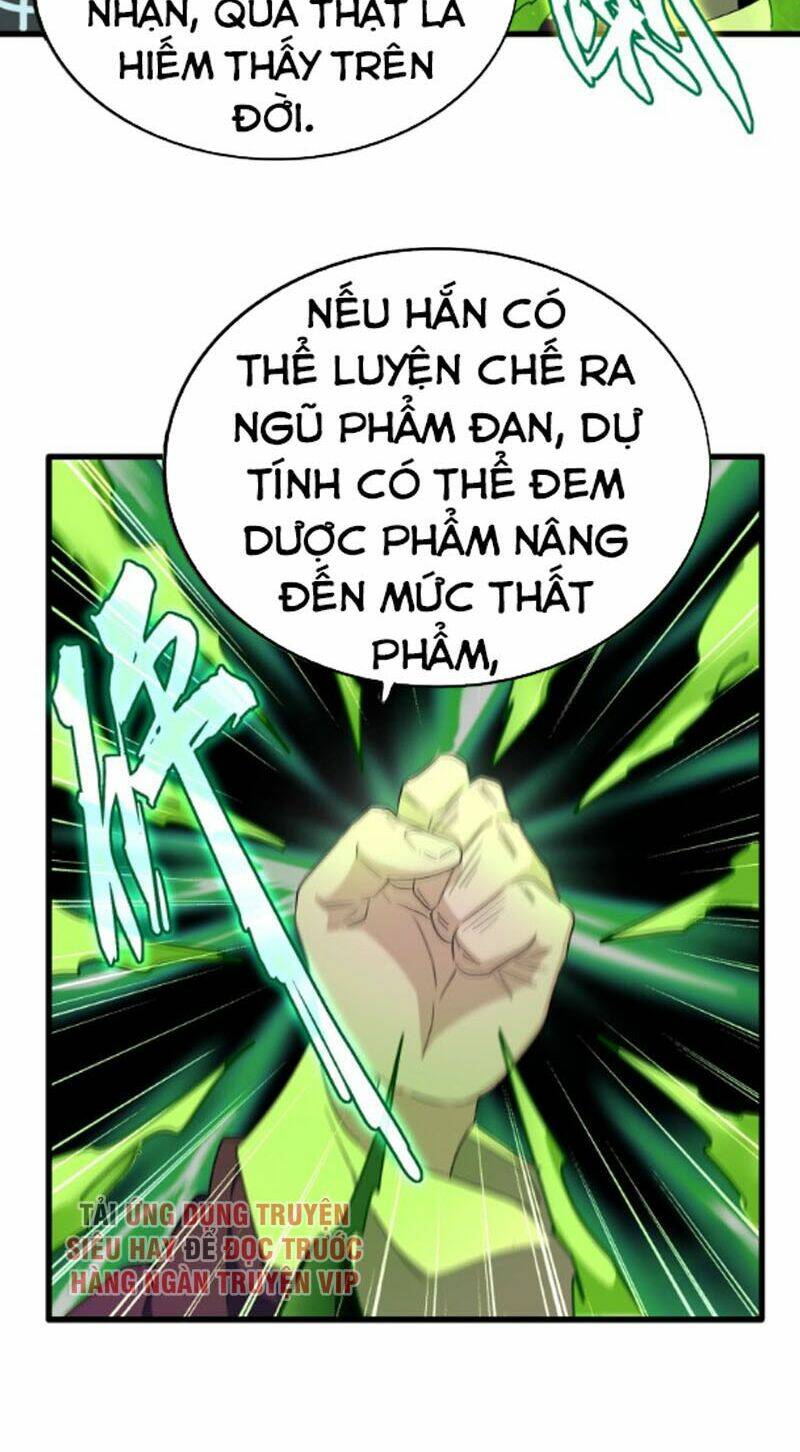 NHẬN, QUẢ THẬT LÀ
HIẾM THẤY TRÊN
ĐỜI.
NẾU HẮN CÓ
THỂ LUYỆN CHẾ RA
NGŨ PHẨM ĐAN, DỰ
TÍNH CÓ THỂ ĐEM
DƯỢC PHẨM NÂNG
ĐẾN MỨC THẤT
PHẨM,
TẢI ỨNG DỤNG TRUYỆN
SIÊU HAY ĐỂ ĐỌC TRƯỚC
HÀNG NGÀN TRUYỆN VIP